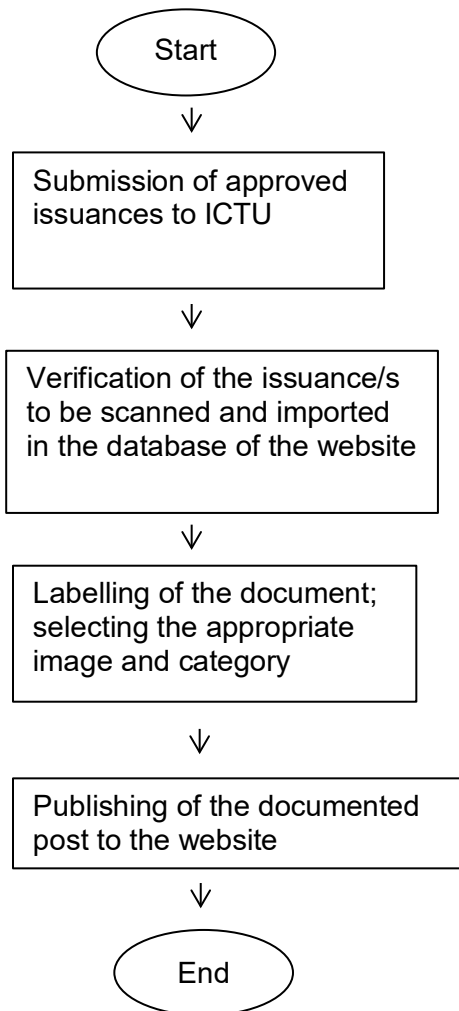 Start
Submission of approved
issuances to ICTU
Verification of the issuance/s
to be scanned and imported
in the database of the website
Labelling of the document;
selecting the appropriate
image and category
Publishing of the documented
post to the website
End